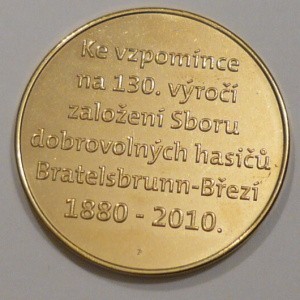 Ke vzpomínce
na 130. výročí
založení Sboru
dobrovolných hasičů
Bratelsbrunn-Březí
1880 - 2010.